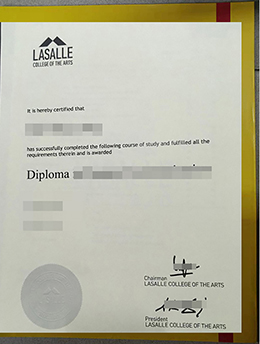 LASALLE
COLLEGE OF THE ARTS
It is hereby certified that
has successfully completed the following course of study and fulfilled all the
requirements therein and is awarded
Diploma
Chairman
LASALLE COLLEGE OF THE ARTS
President
LASALLE COLLEGE OF THE ARTS